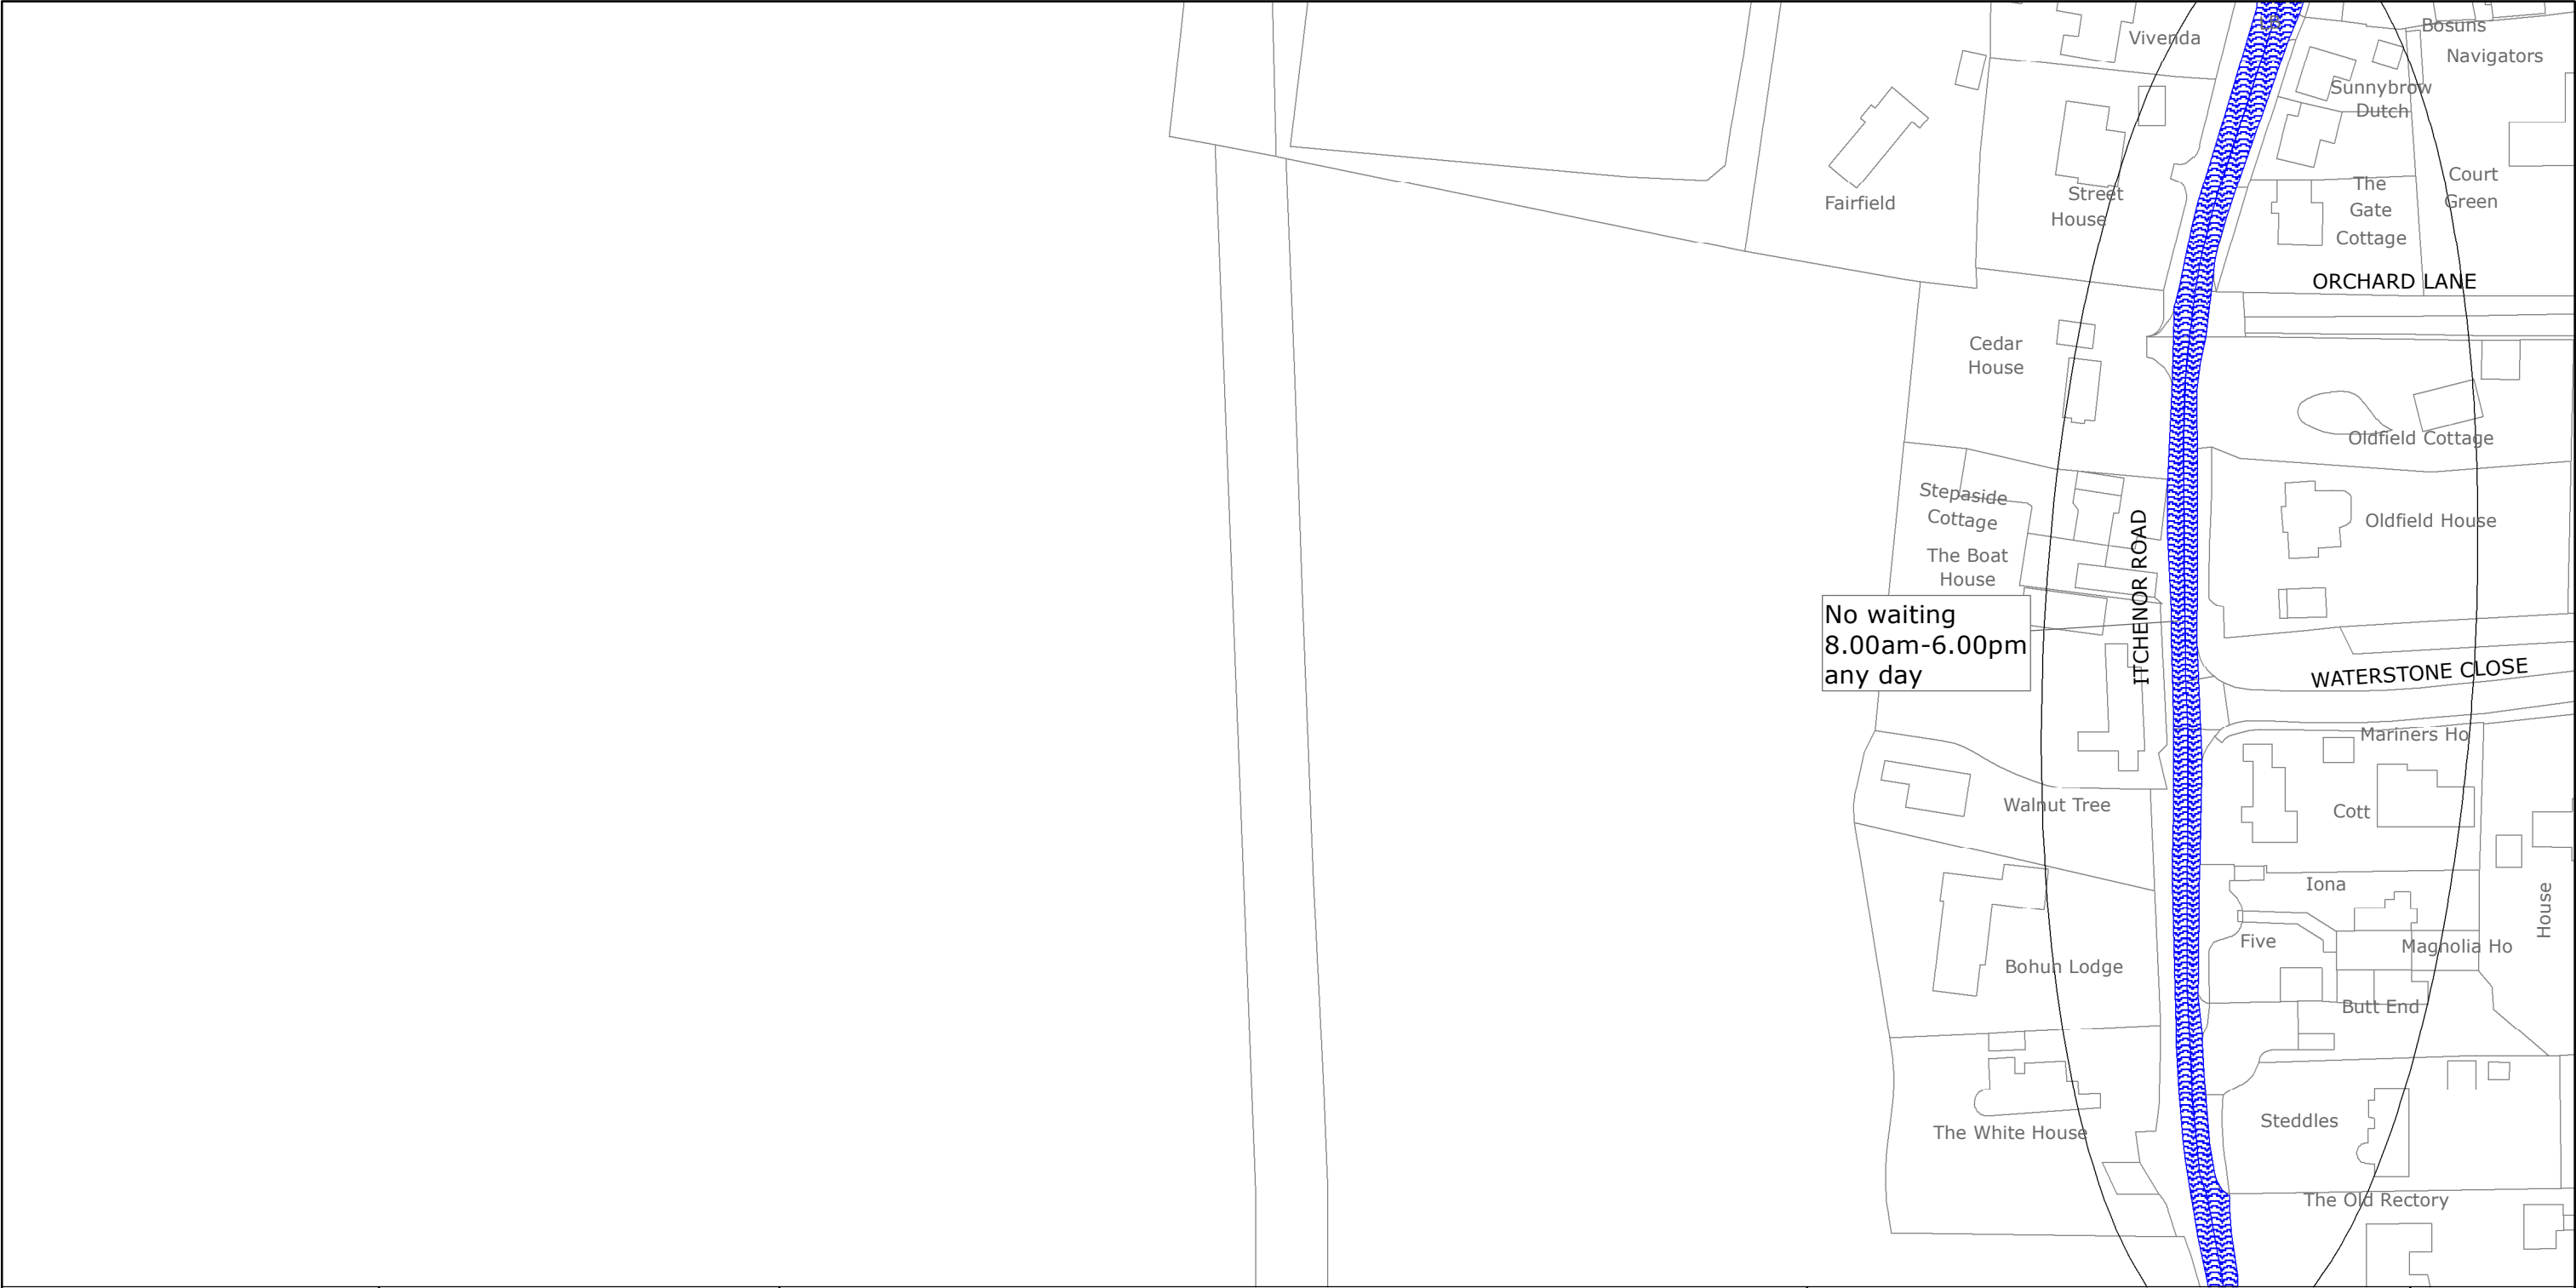 Bosuns
Vivenda
Navigators
Sunnybrow
Dutch
Court
Green
The
Gate
Cottage
Street
House
Fairfield
ORCHARD LANE
Cedar
House
Oldfield Cottage
Stepaside
Cottage
Oldfield House
The Boat
House
ITCHENOR ROAD
No waiting
8.00am-6.00pm
any day
WATERSTONE CLOSE
Mariners Ho
Walnut Tree
Cott
Iona
House
Five
Magnolia Ho
Bohun Lodge
Butt End
Steddles
The White House
The Old Rectory